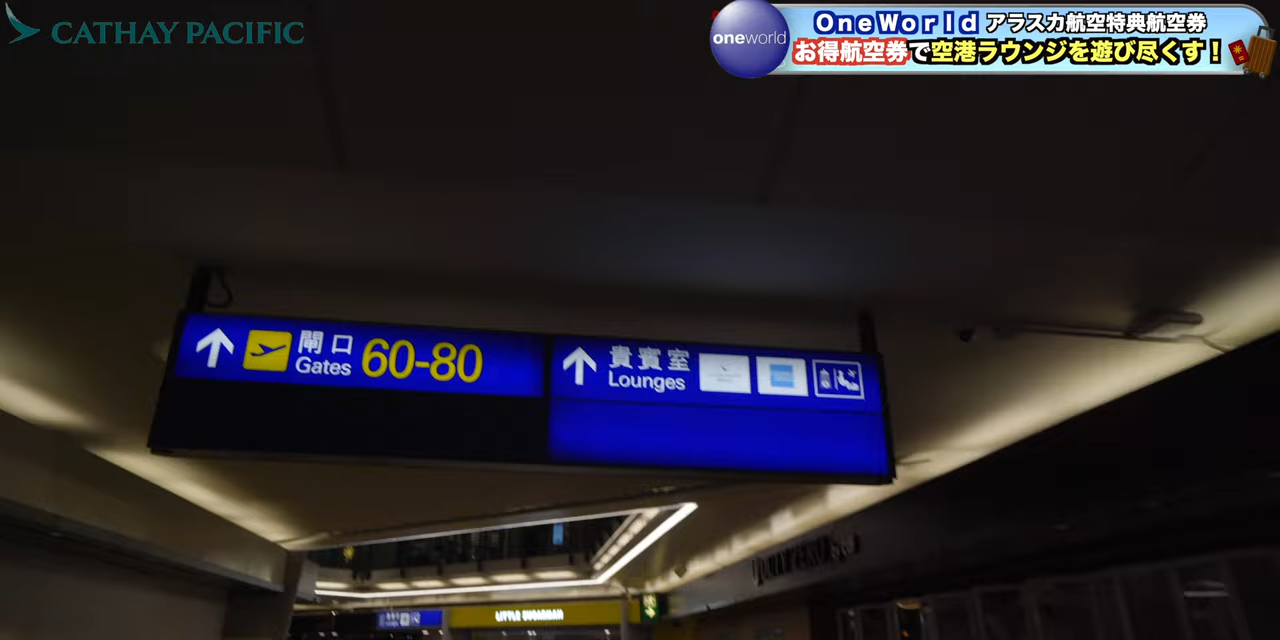 CATHAY PACIFIC
oneworld
OneWorld アラスカ航空特典航空券
お得航空券で空港ラウンジを遊び尽くす！
閘口
Gates
60-80
貴賓室
Lounges